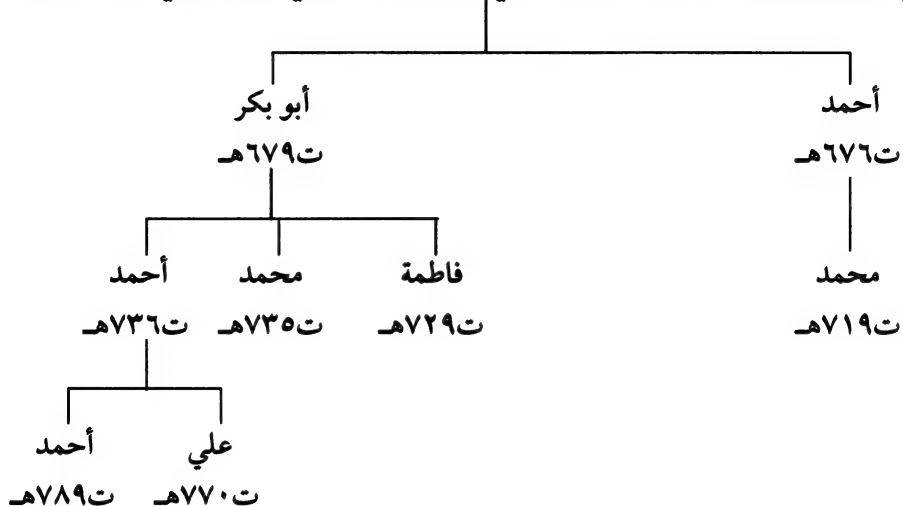 أحمد أبو بكر
ت٦٧٦هـ ت٦٧٩هـ
محمد فاطمة محمد أحمد
ت٧١٩هـ ت٧٢٩هـ ت٧٣٥هـ ت٧٣٦هـ
علي أحمد
ت٧٧٠هـ ت٧٨٩هـ